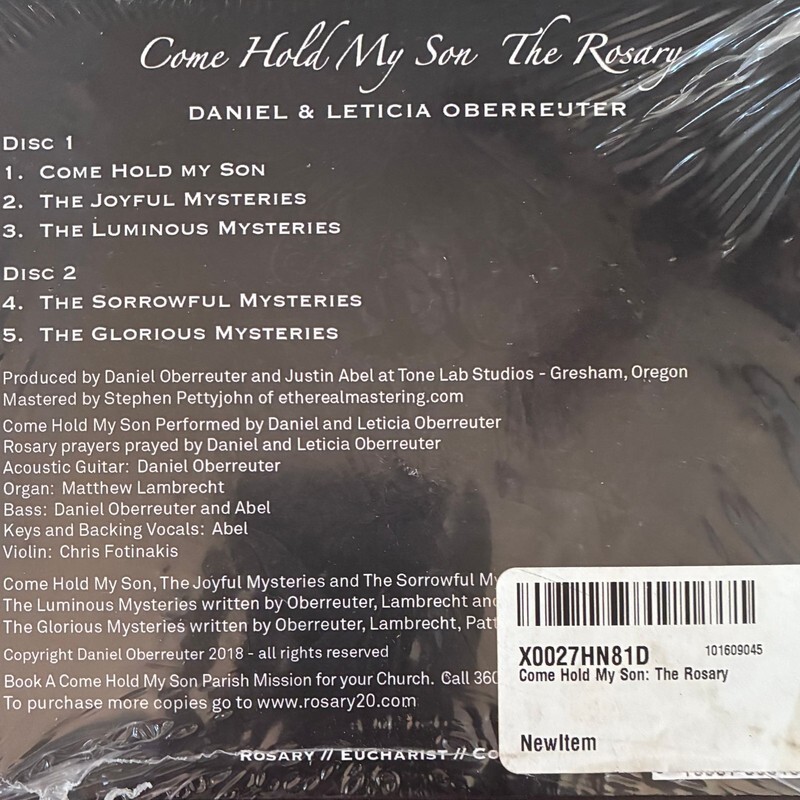 Come Hold My Son The Rosary
DANIEL & LETICIA OBERREUTER
DISC 1
1. COME HOLD MY SON
2. THE JOYFUL MYSTERIES
3. THE LUMINOUS MYSTERIES
DISC 2
4. THE SORROWFUL MYSTERIES
5. THE GLORIOUS MYSTERIES
Produced by Daniel Oberreuter and Justin Abel at Tone Lab Studios - Gresham, Oregon
Mastered by Stephen Pettyjohn of etherealmastering.com
Come Hold My Son Performed by Daniel and Leticia Oberreuter
Rosary prayers prayed by Daniel and Leticia Oberreuter
Acoustic Guitar: Daniel Oberreuter
Organ: Matthew Lambrecht
Bass: Daniel Oberreuter and Abel
Keys and Backing Vocals: Abel
Violin: Chris Fotinakis
Come Hold My Son, The Joyful Mysteries and The Sorrowful
The Luminous Mysteries written by Oberreuter, Lambrecht
The Glorious Mysteries written by Oberreuter, Lambrecht,
Copyright Daniel Oberreuter 2018 - all rights reserved
Book A Come Hold My Son Parish Mission for your Church. Call 360
To purchase more copies go to www.rosary20.com
ROSARY // EUCHARIST //
X0027HN81D
101609045
Come Hold My Son: The Rosary
NewItem